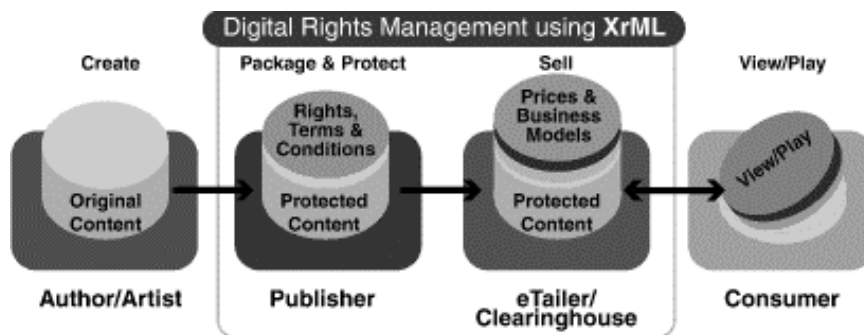 Digital Rights Management using XrML
Create
Package & Protect
Sell
View/Play
Rights,
Terms &
Conditions
Prices &
Business
Models
View/Play
Original
Content
Protected
Content
Protected
Content
Author/Artist
Publisher
eTailer/
Clearinghouse
Consumer